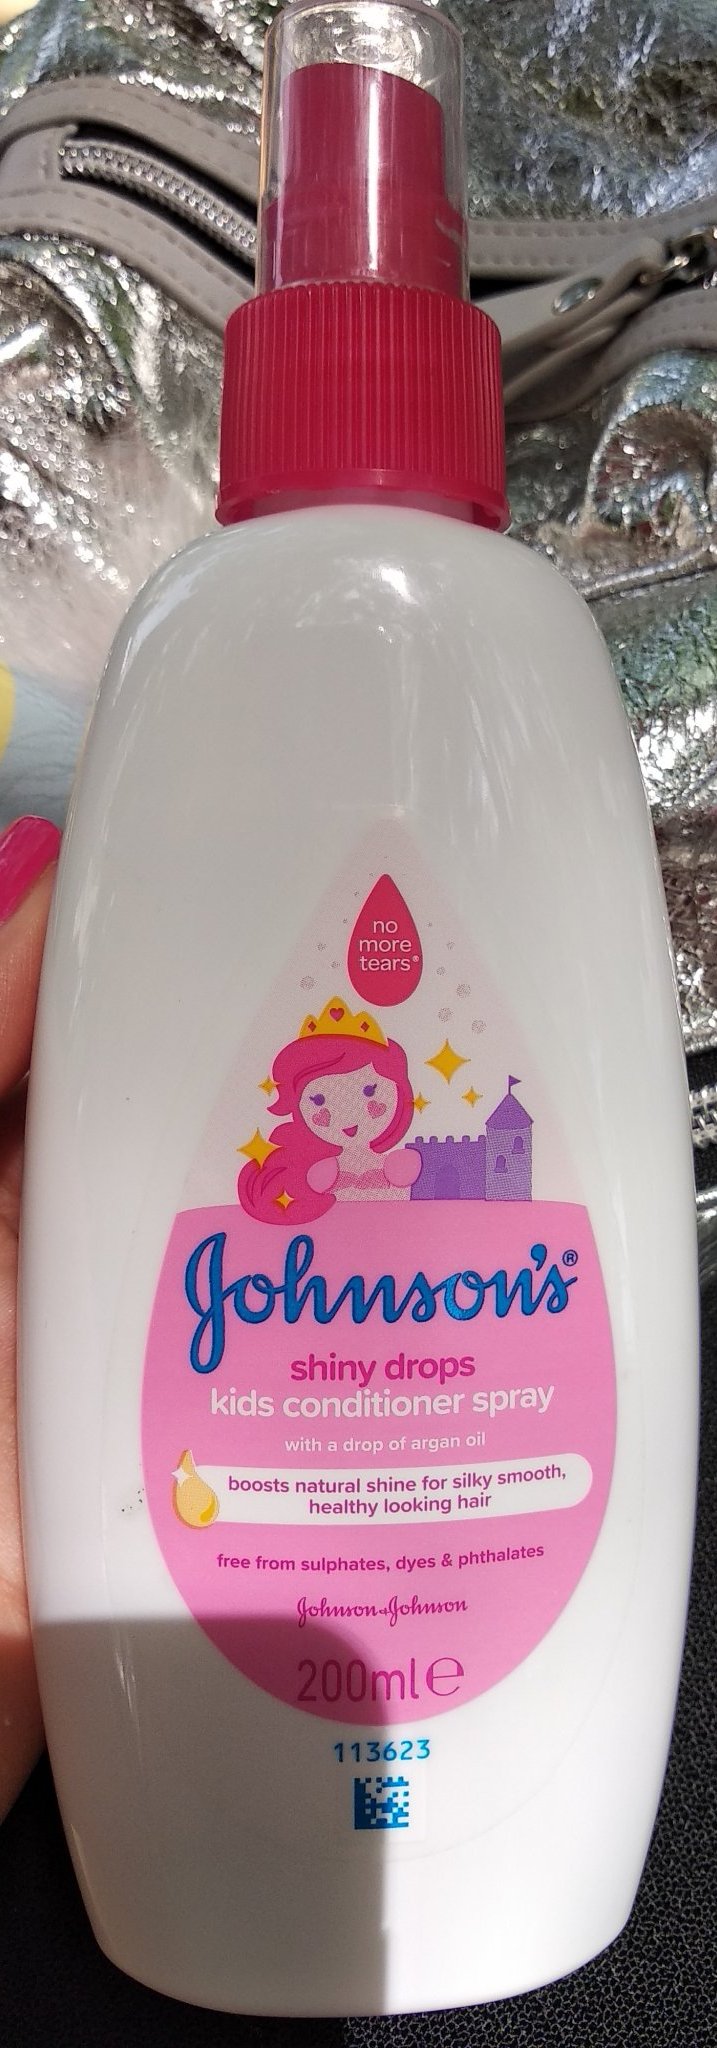 no
more
tears®
Johnson's®
shiny drops
kids conditioner spray
with a drop of argan oil
boosts natural shine for silky smooth,
healthy looking hair
free from sulphates, dyes & phthalates
Johnson&Johnson
200ml e
113623